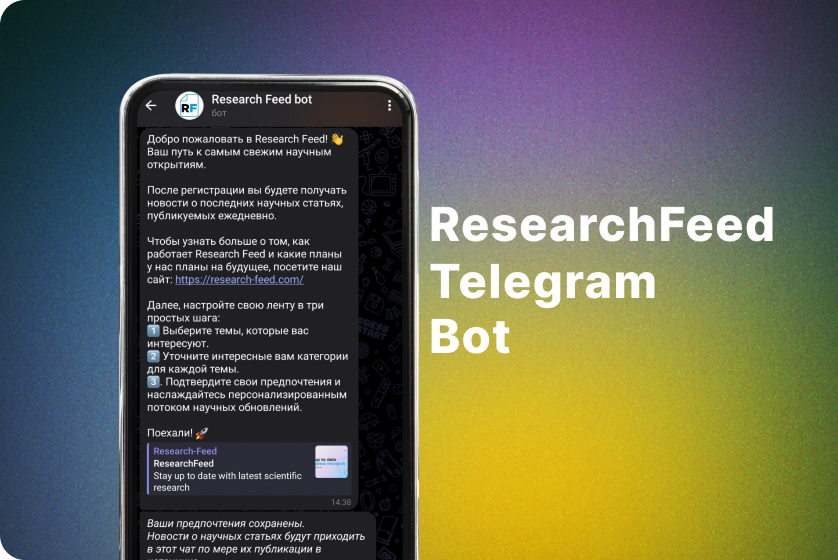 RF
Research Feed bot
бот
Добро пожаловать в Research Feed! 👋
Ваш путь к самым свежим научным
открытиям.
После регистрации вы будете получать
новости о последних научных статьях,
публикуемых ежедневно.
Чтобы узнать больше о том, как
работает Research Feed и какие планы
у нас планы на будущее, посетите наш
сайт: https://research-feed.com/
Далее, настройте свою ленту в три
простых шага:
1️⃣ Выберите темы, которые вас
интересуют.
2️⃣ Уточните интересные вам категории
для каждой темы.
3️⃣. Подтвердите свои предпочтения и
наслаждайтесь персонализированным
потоком научных обновлений.
Поехали! 🚀
Research-Feed
ResearchFeed
Stay up to date with latest scientific
research
up to date
14:38
Ваши предпочтения сохранены.
Новости о научных статьях будут приходить
в этот чат по мере их публикации в
ResearchFeed
Telegram
Bot